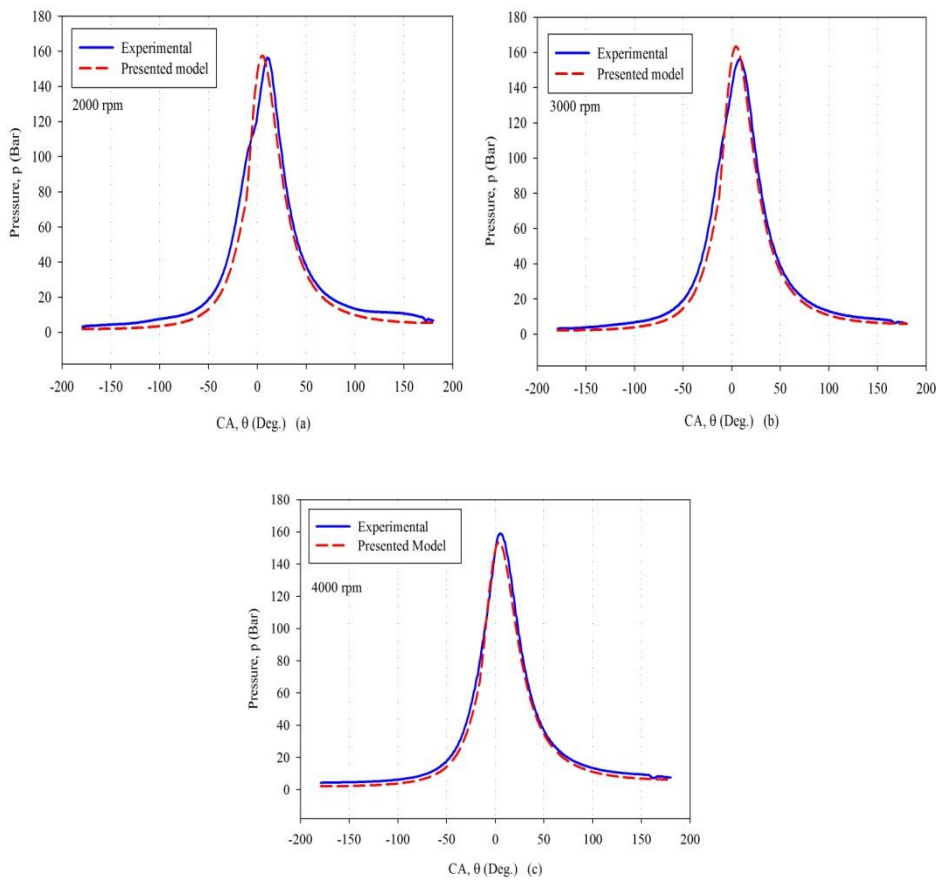 180
160
140
120
100
80
60
40
20
0
Pressure, p (Bar)
Experimental
Presented model
2000 rpm
-200 -150 -100 -50 0 50 100 150 200
CA, θ (Deg.) (a)
180
160
140
120
100
80
60
40
20
0
Pressure, p (Bar)
Experimental
Presented model
3000 rpm
-200 -150 -100 -50 0 50 100 150 200
CA, θ (Deg.) (b)
180
160
140
120
100
80
60
40
20
0
Pressure, p (Bar)
Experimental
Presented Model
4000 rpm
-200 -150 -100 -50 0 50 100 150 200
CA, θ (Deg.) (c)